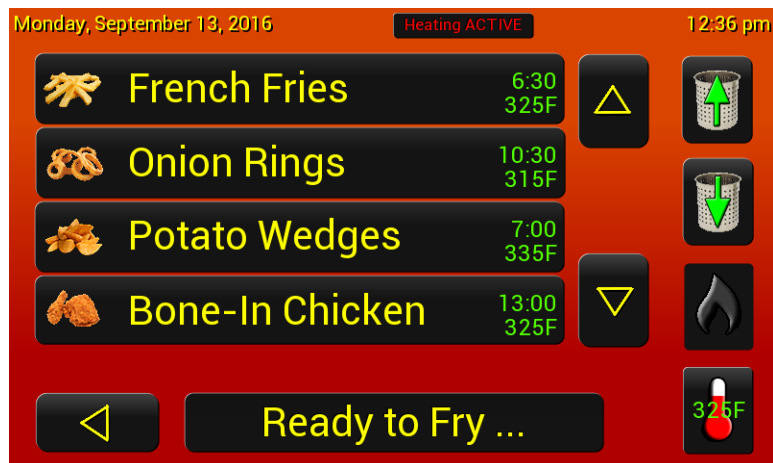 Monday, September 13, 2016 Heating ACTIVE 12:36 pm
French Fries 6:30
325F
Onion Rings 10:30
315F
Potato Wedges 7:00
335F
Bone-In Chicken 13:00
325F
Ready to Fry ... 325F